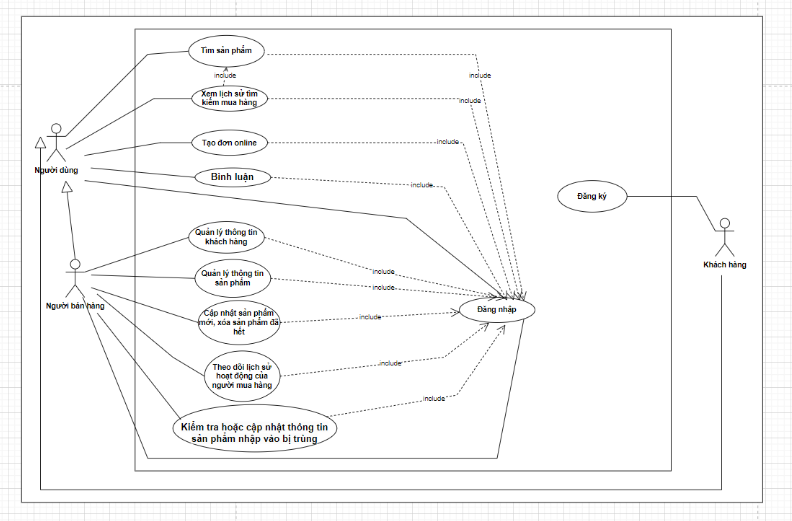 Tìm sản phẩm
include
include
Xem lịch sử tìm
kiếm mua hàng
include
Tạo đơn online
include
Người dùng
Bình luận
include
Đăng ký
Quản lý thông tin
khách hàng
Khách hàng
include
Quản lý thông tin
sản phẩm
include
Người bán hàng
Cập nhật sản phẩm
mới, xóa sản phẩm đã
hết
include
Đăng nhập
Theo dõi lịch sử
hoạt động của
người mua hàng
include
include
Kiểm tra hoặc cập nhật thông tin
sản phẩm nhập vào bị trùng